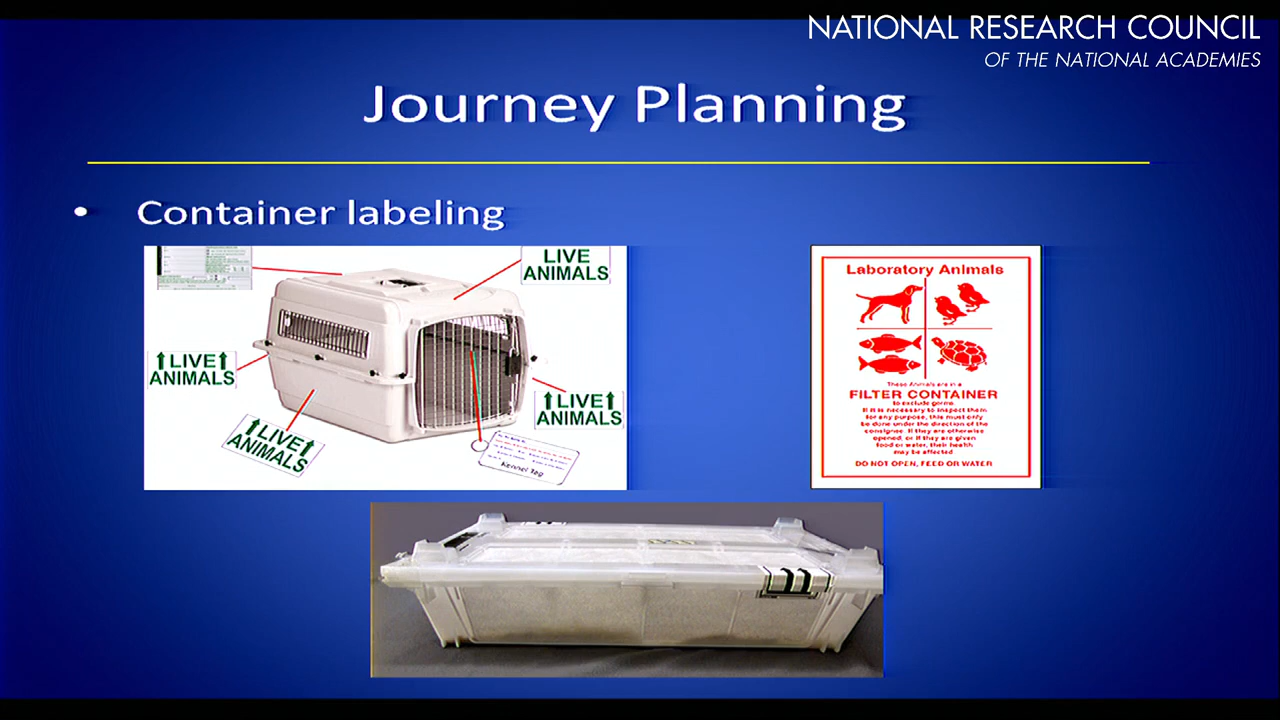 NATIONAL RESEARCH COUNCIL
OF THE NATIONAL ACADEMIES
Journey Planning
• Container labeling
LIVE
ANIMALS
LIVE
ANIMALS
LIVE
ANIMALS
LIVE
ANIMALS
Kennel Tag
Laboratory Animals
These Animals are in a
FILTER CONTAINER
to exclude germs.
If it is necessary to inspect them
for any purpose, this must only
be done under the direction of the
consignee. If they are otherwise
opened, or if they are given
food or water, their health
may be affected.
DO NOT OPEN, FEED OR WATER